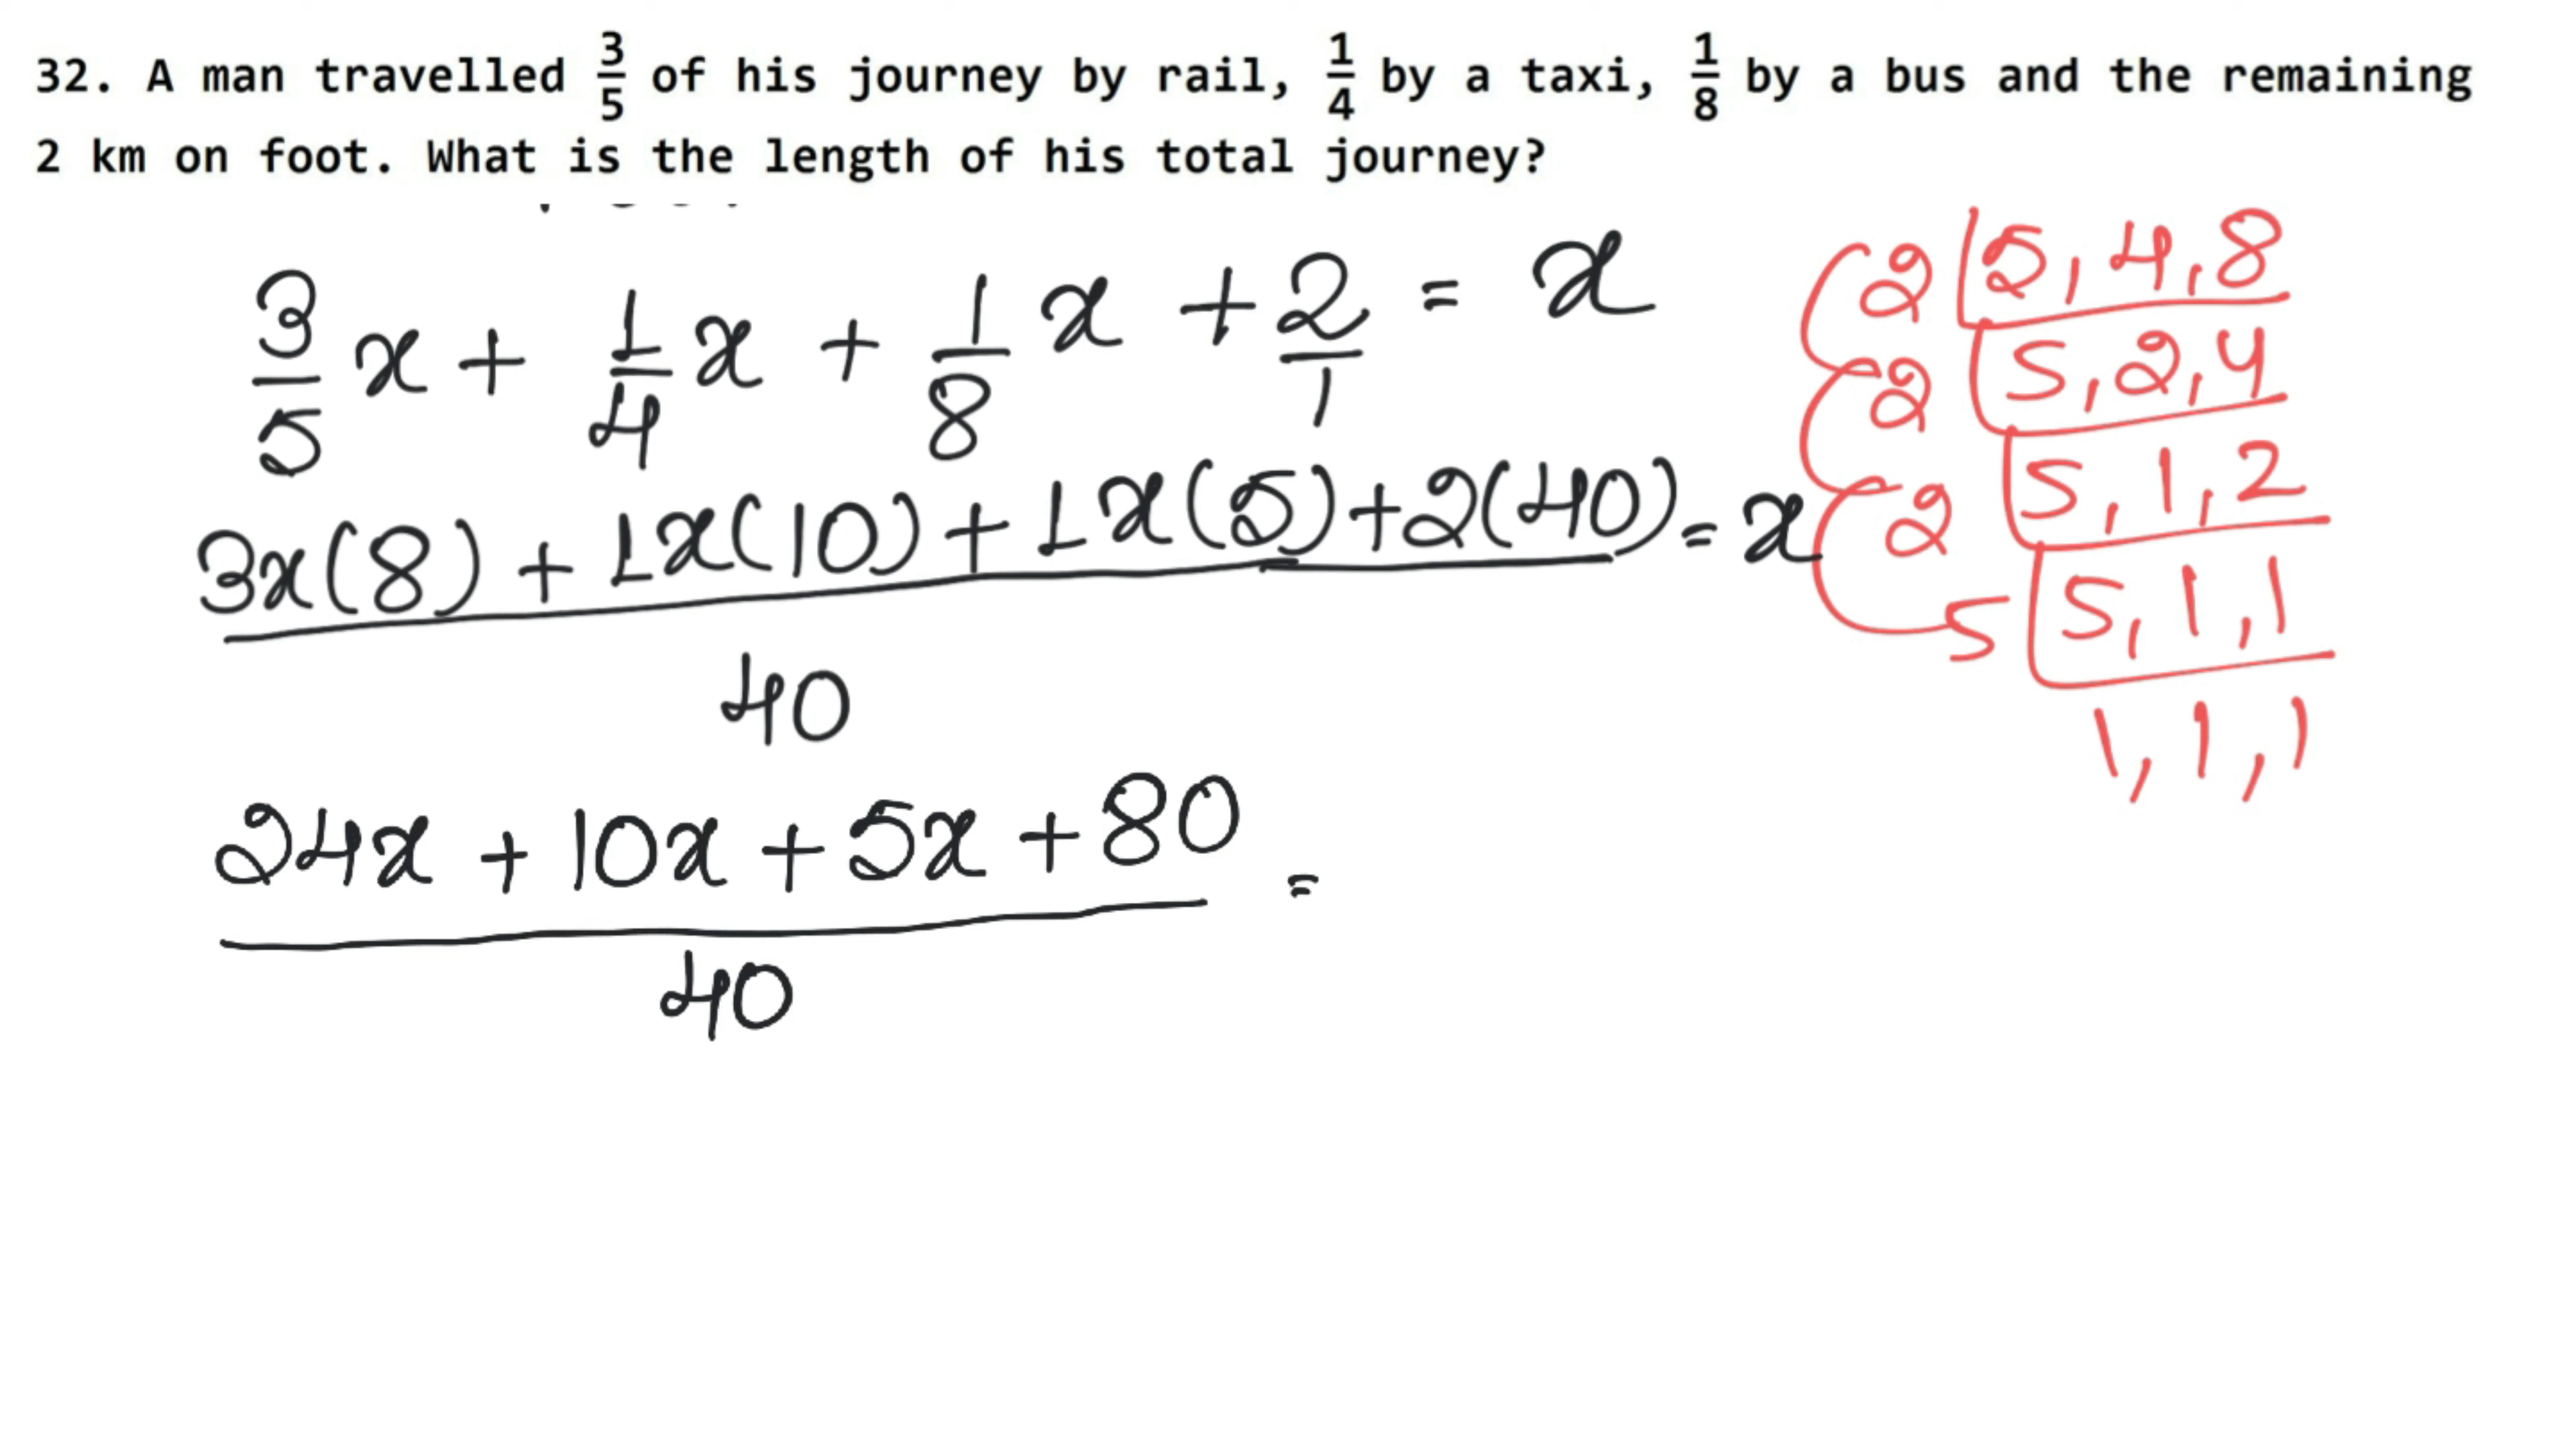 32. A man travelled 3/5 of his journey by rail, 1/4 by a taxi, 1/8 by a bus and the remaining
2 km on foot. What is the length of his total journey?
3/5 x + 1/4 x + 1/8 x + 2/1 = x
3x(8) + 1x(10) + 1x(5) + 2(40) = x
40
24x + 10x + 5x + 80 =
40
2 | 5, 4, 8
2 | 5, 2, 4
2 | 5, 1, 2
5 | 5, 1, 1
1, 1, 1